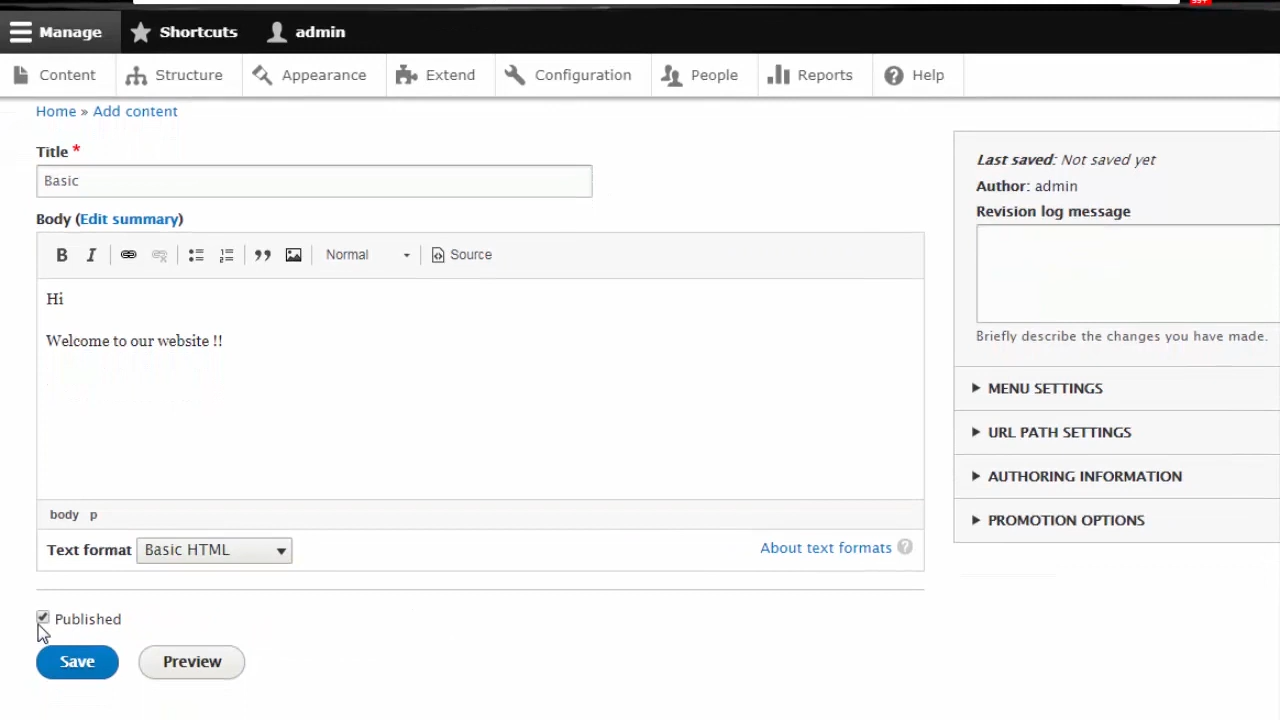 Manage Shortcuts admin
Content Structure Appearance Extend Configuration People Reports Help
Home » Add content
Title *
Basic
Body (Edit summary)
B I Normal Source
Hi
Welcome to our website !!
body p
Text format Basic HTML
About text formats ?
Published
Save Preview
Last saved: Not saved yet
Author: admin
Revision log message
Briefly describe the changes you have made.
MENU SETTINGS
URL PATH SETTINGS
AUTHORING INFORMATION
PROMOTION OPTIONS